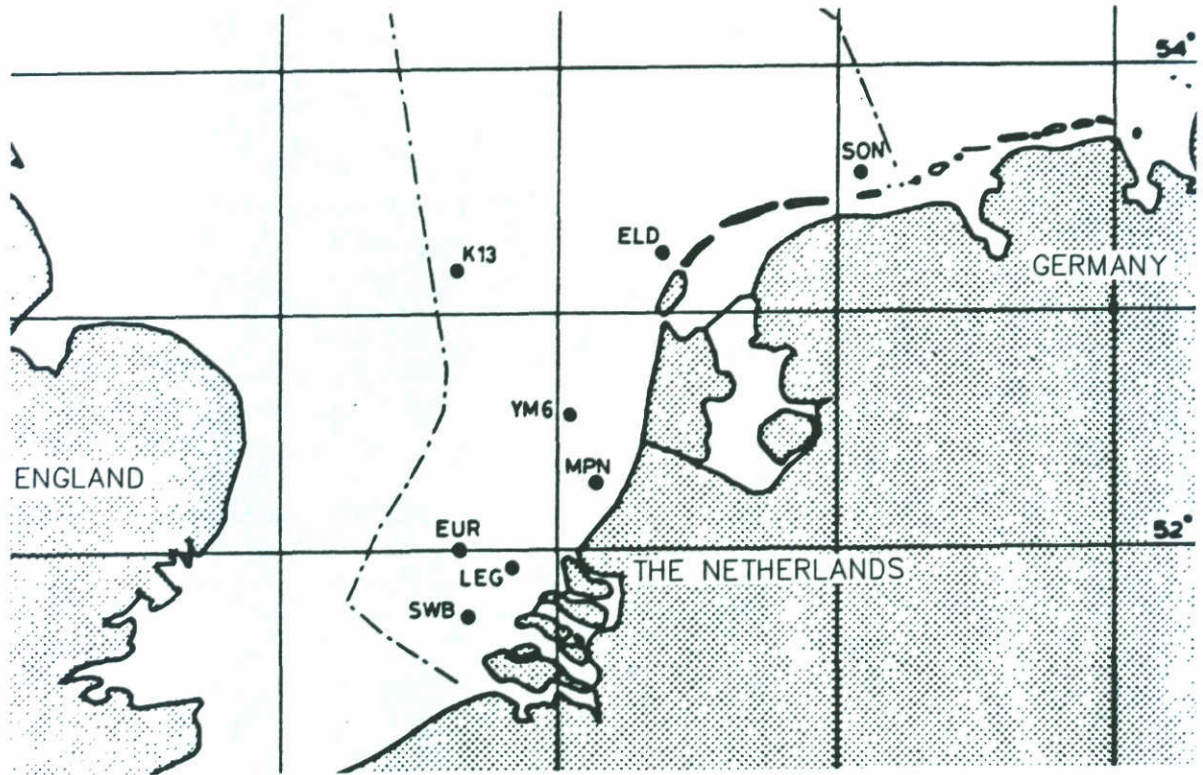 54°
SON
ELD
K13
GERMANY
YM6
MPN
ENGLAND
EUR
52°
LEG
THE NETHERLANDS
SWB